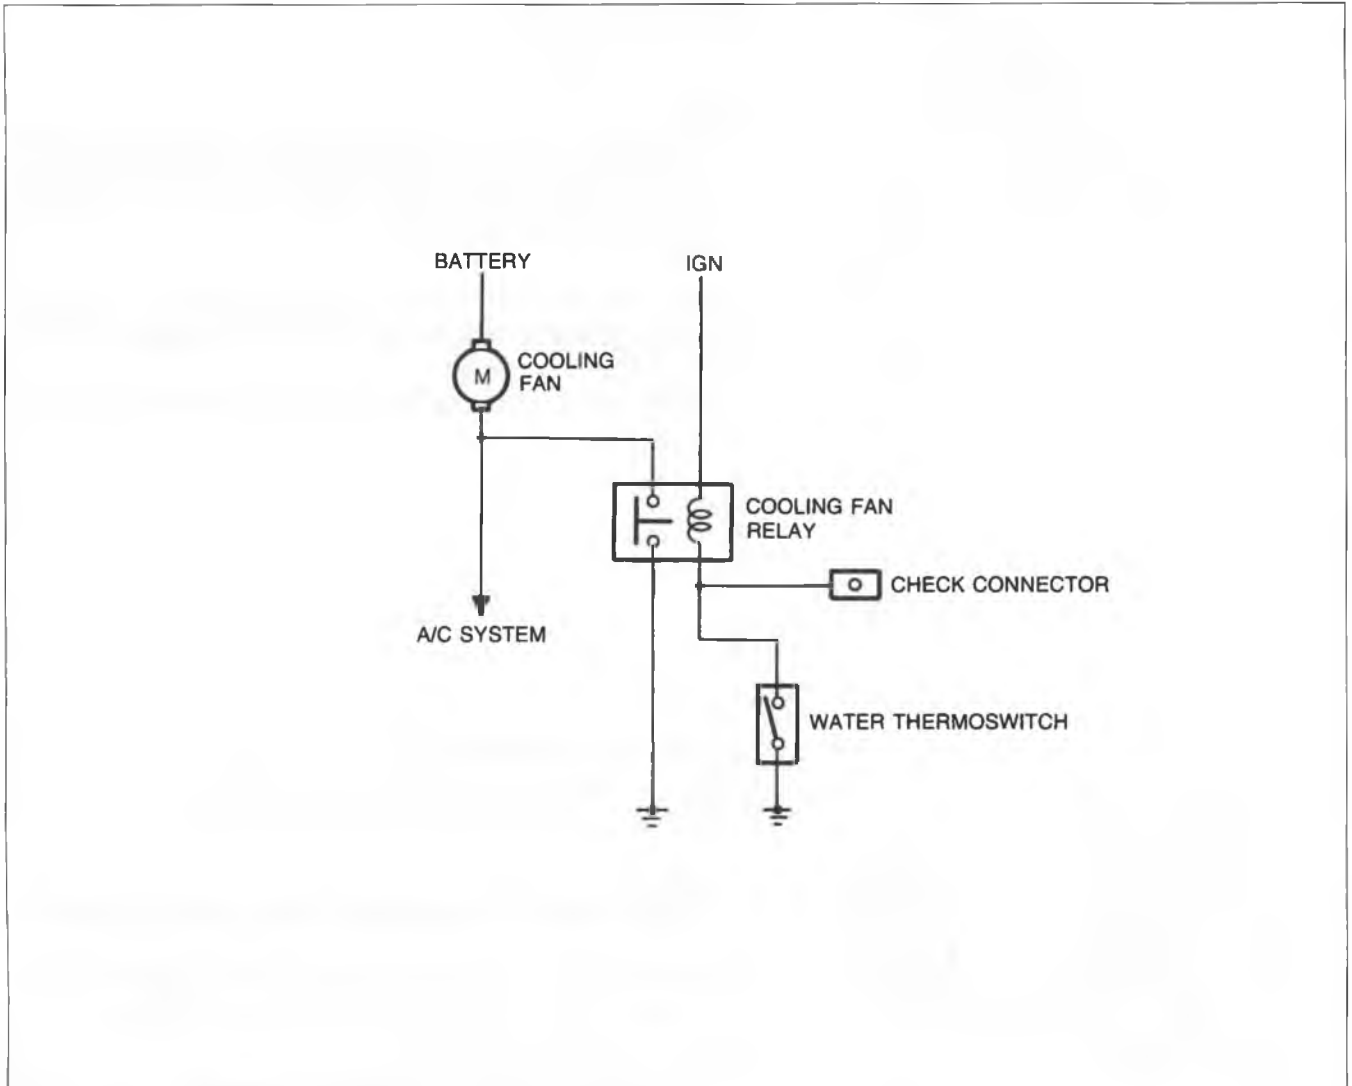 BATTERY
IGN
M
COOLING
FAN
COOLING FAN
RELAY
CHECK CONNECTOR
A/C SYSTEM
WATER THERMOSWITCH